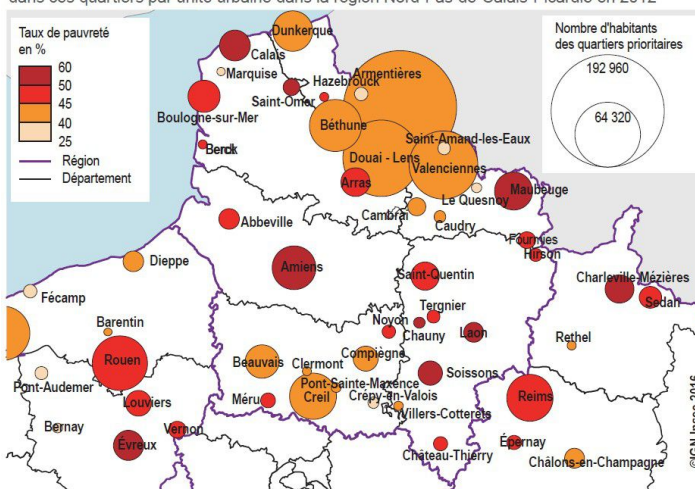 dans ces quartiers par unité urbaine dans la région Nord-Pas-de-Calais-Picardie en 2012
Taux de pauvreté
en %
60
50
45
40
25
Région
Département
Nombre d'habitants
des quartiers prioritaires
192 960
64 320
Dunkerque
Calais
Marquise
Hazebrouck
Armentières
Saint-Omer
Boulogne-sur-Mer
Béthune
Saint-Amand-les-Eaux
Berck
Douai - Lens
Valenciennes
Arras
Maubeuge
Le Quesnoy
Cambrai
Caudry
Abbeville
Fourmies
Hirson
Dieppe
Amiens
Saint-Quentin
Charleville-Mézières
Sedan
Fécamp
Tergnier
Barentin
Noyon
Chauny
Laon
Rethel
Rouen
Beauvais
Clermont
Compiègne
Pont-Audemer
Pont-Sainte-Maxence
Soissons
Creil
Crépy-en-Valois
Reims
Louviers
Méru
Villers-Cotterêts
Bernay
Vernon
Évreux
Château-Thierry
Épernay
Châlons-en-Champagne